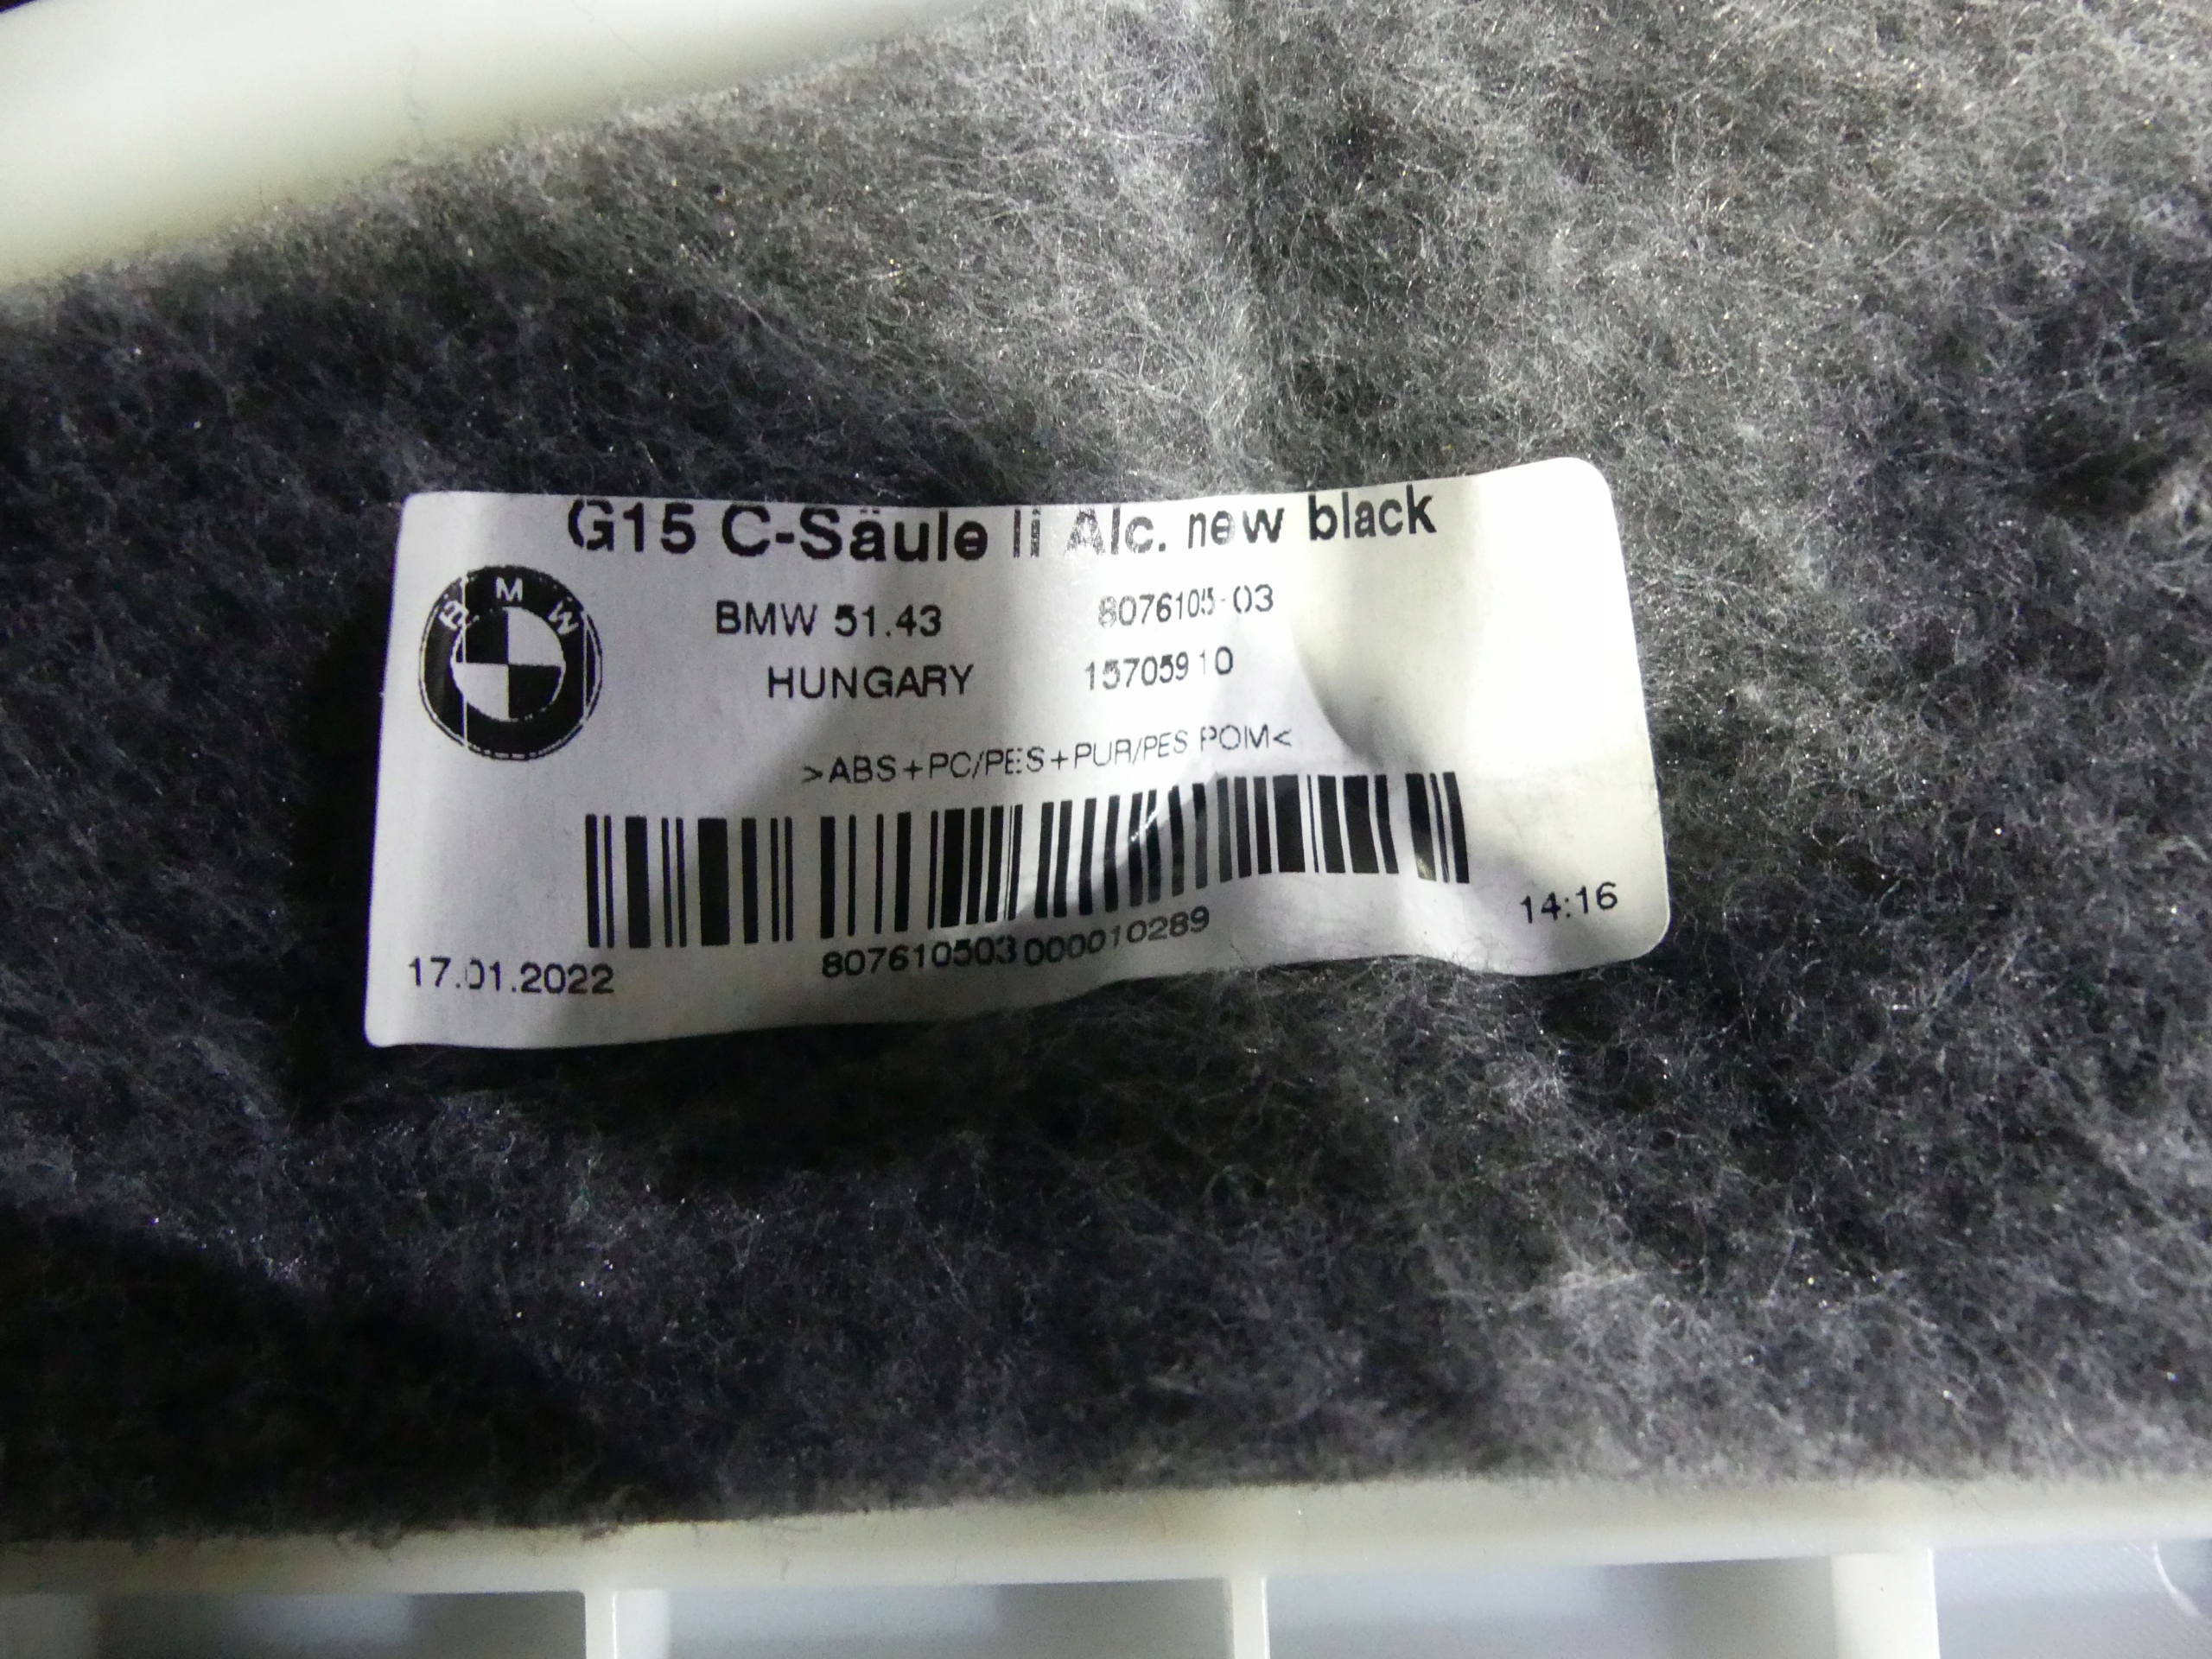 G15 C-Säule li Alc. new black
BMW
BMW 51.43 8076105-03
HUNGARY 15705910
>ABS+PC/PES+PUR/PES POM<
807610503000010289
17.01.2022 14:16